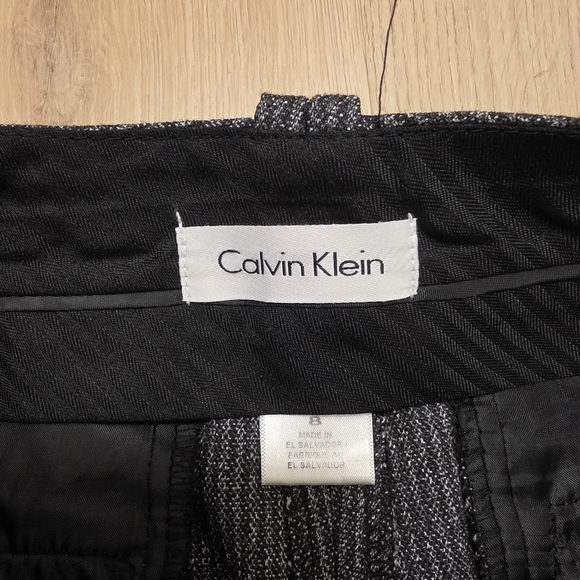 Calvin Klein
8
MADE IN
EL SALVADOR /
FABRIQUE AU
EL SALVADOR